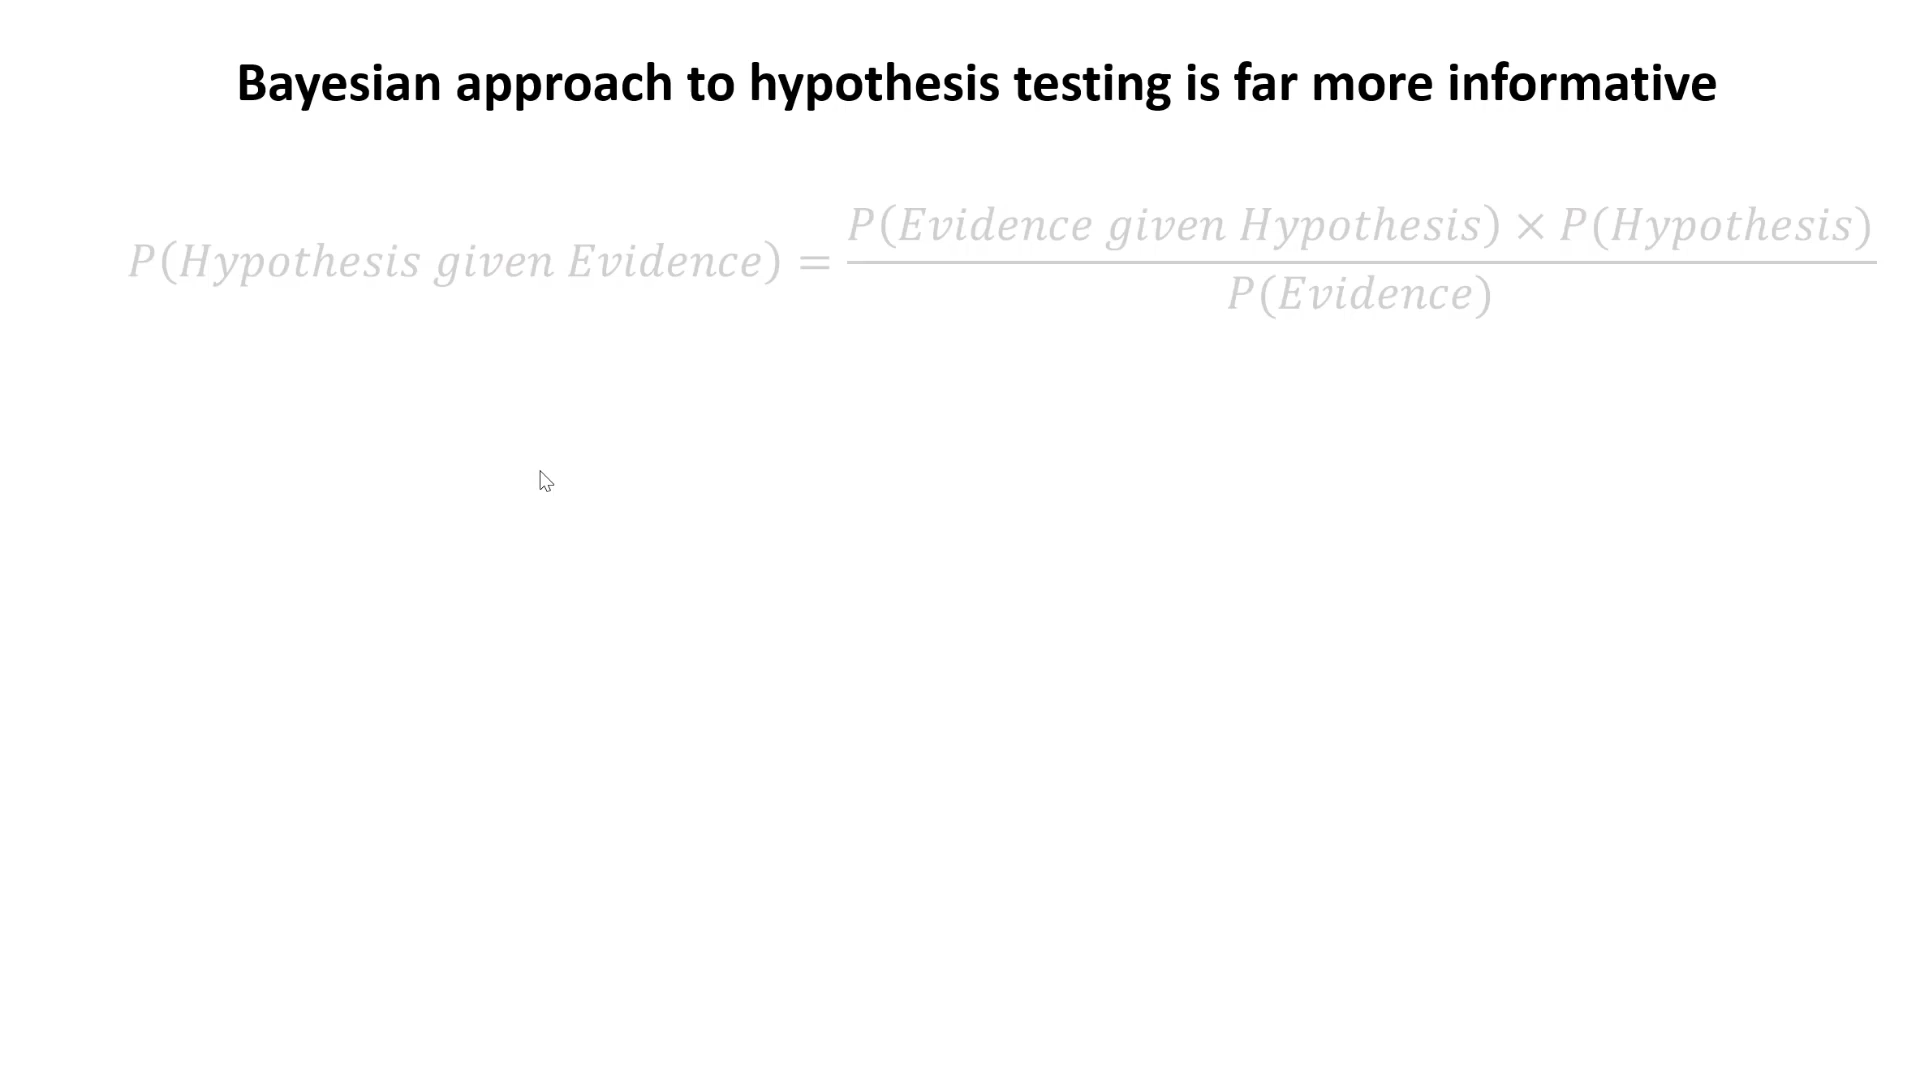 Bayesian approach to hypothesis testing is far more informative
P(Hypothesis given Evidence) = P(Evidence given Hypothesis) × P(Hypothesis)
P(Evidence)